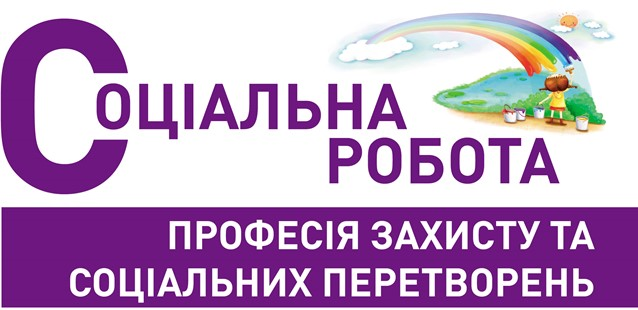 СОЦІАЛЬНА
РОБОТА
ПРОФЕСІЯ ЗАХИСТУ ТА
СОЦІАЛЬНИХ ПЕРЕТВОРЕНЬ